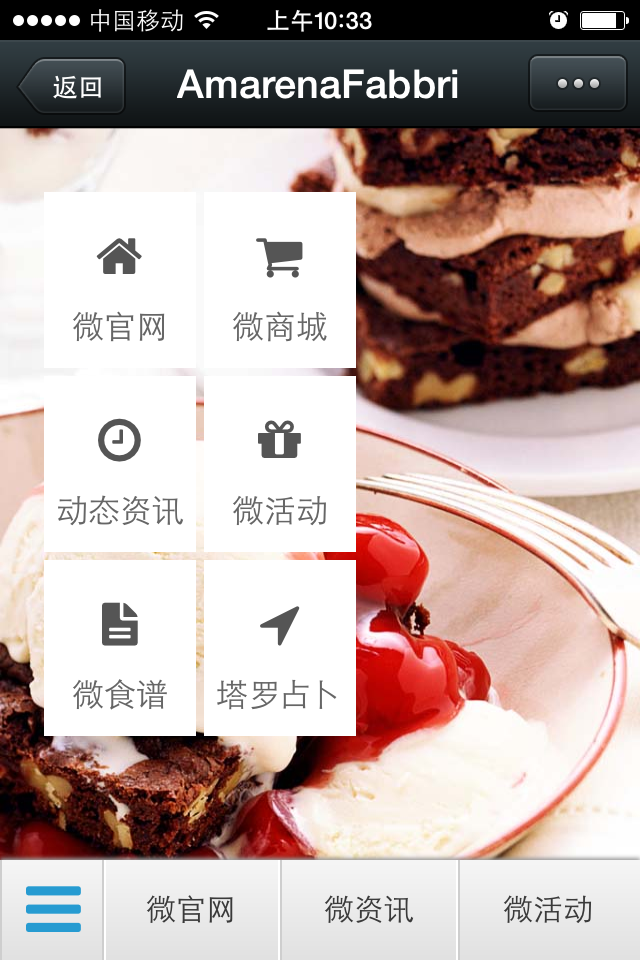 中国移动 上午10:33
返回 AmarenaFabbri
微官网 微商城
动态资讯 微活动
微食谱 塔罗占卜
微官网 微资讯 微活动